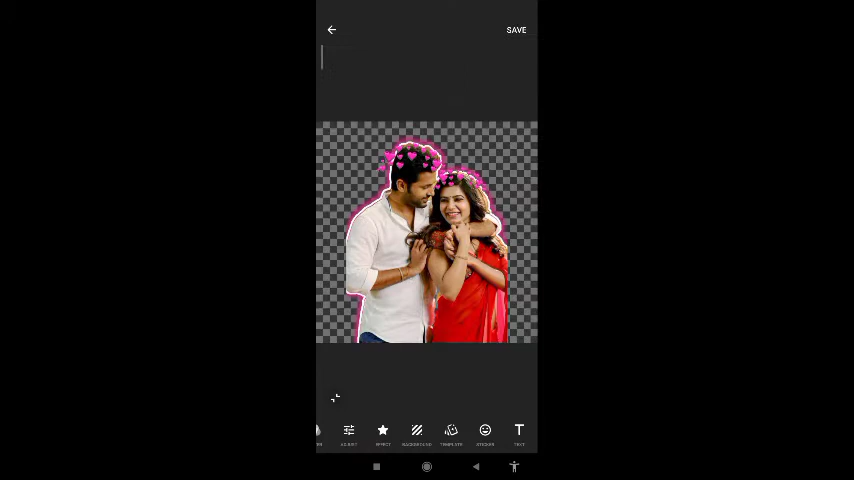 SAVE
ADJUST
EFFECT
BACKGROUND
TEMPLATE
STICKER
TEXT